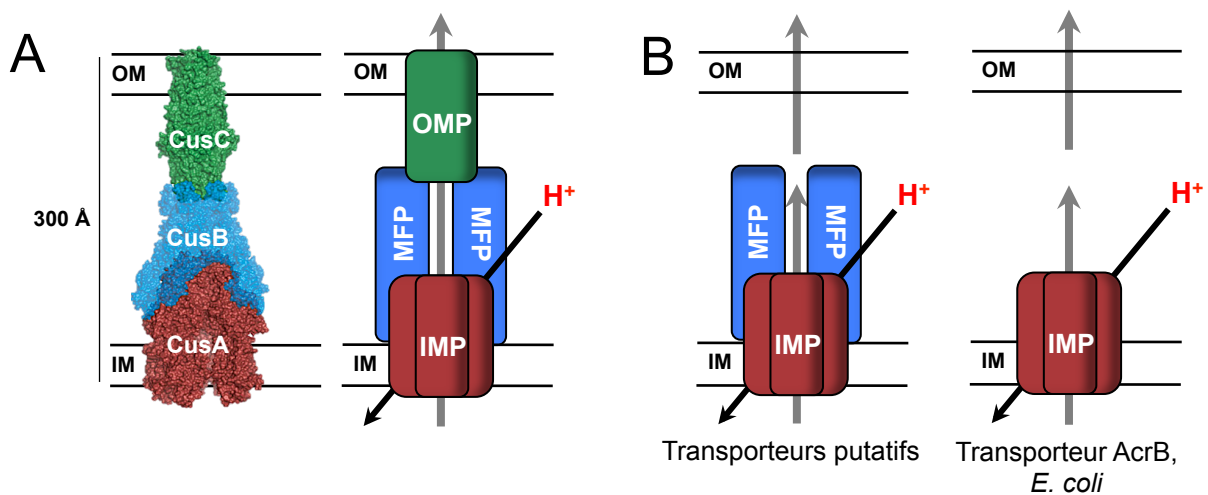 A
OM
CusC
300 Å
CusB
CusA
IM
OM
OMP
H+
MFP
MFP
IMP
IM
B
OM
H+
MFP
MFP
IMP
IM
Transporteurs putatifs
OM
H+
IMP
IM
Transporteur AcrB,
E. coli